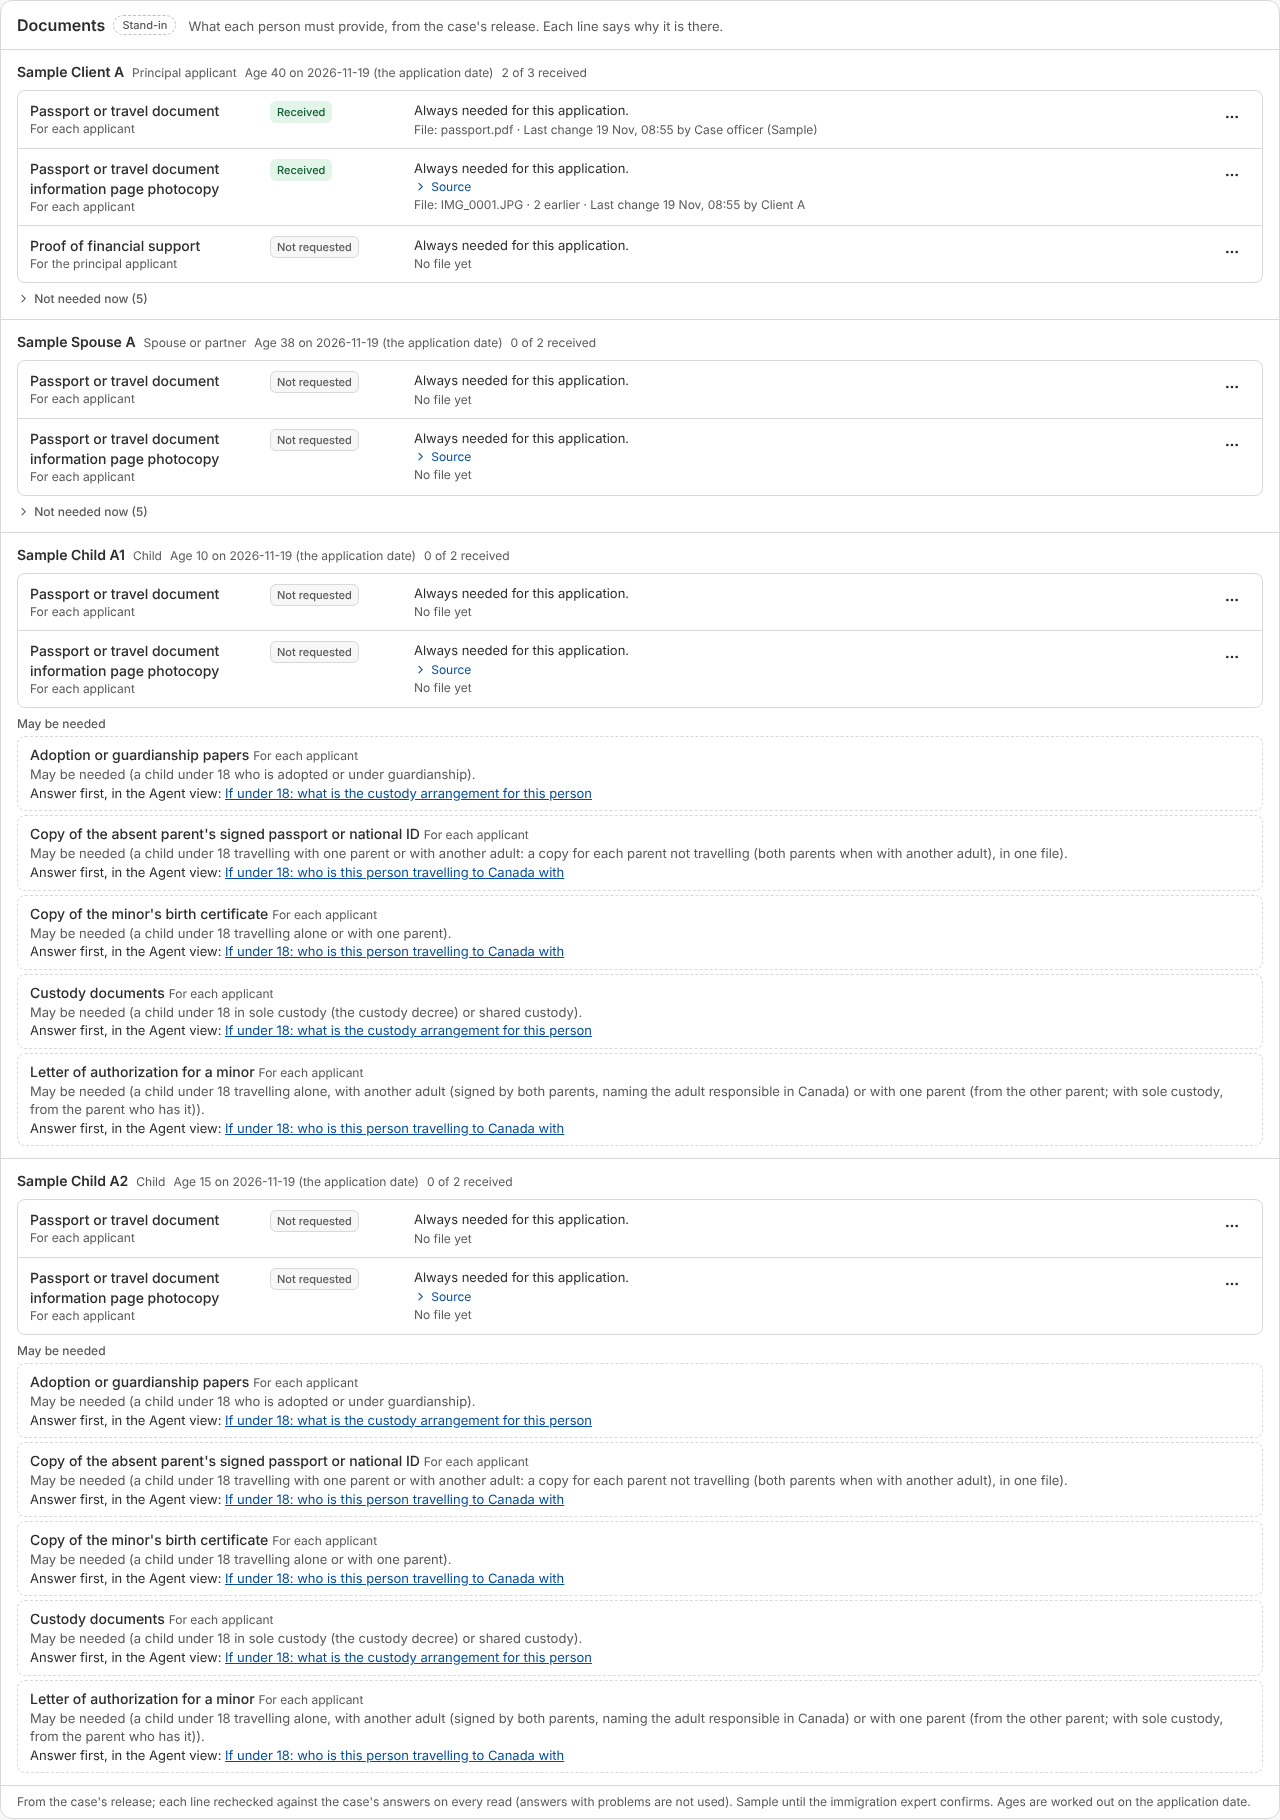 Documents Stand-in What each person must provide, from the case's release. Each line says why it is there.
Sample Client A Principal applicant Age 40 on 2026-11-19 (the application date) 2 of 3 received
Passport or travel document Received Always needed for this application. ...
For each applicant File: passport.pdf · Last change 19 Nov, 08:55 by Case officer (Sample)
Passport or travel document Received Always needed for this application. ...
information page photocopy > Source
For each applicant File: IMG_0001.JPG · 2 earlier · Last change 19 Nov, 08:55 by Client A
Proof of financial support Not requested Always needed for this application. ...
For the principal applicant No file yet
> Not needed now (5)
Sample Spouse A Spouse or partner Age 38 on 2026-11-19 (the application date) 0 of 2 received
Passport or travel document Not requested Always needed for this application. ...
For each applicant No file yet
Passport or travel document Not requested Always needed for this application. ...
information page photocopy > Source
For each applicant No file yet
> Not needed now (5)
Sample Child A1 Child Age 10 on 2026-11-19 (the application date) 0 of 2 received
Passport or travel document Not requested Always needed for this application. ...
For each applicant No file yet
Passport or travel document Not requested Always needed for this application. ...
information page photocopy > Source
For each applicant No file yet
May be needed
Adoption or guardianship papers For each applicant
May be needed (a child under 18 who is adopted or under guardianship).
Answer first, in the Agent view: If under 18: what is the custody arrangement for this person
Copy of the absent parent's signed passport or national ID For each applicant
May be needed (a child under 18 travelling with one parent or with another adult: a copy for each parent not travelling (both parents when with another adult), in one file).
Answer first, in the Agent view: If under 18: who is this person travelling to Canada with
Copy of the minor's birth certificate For each applicant
May be needed (a child under 18 travelling alone or with one parent).
Answer first, in the Agent view: If under 18: who is this person travelling to Canada with
Custody documents For each applicant
May be needed (a child under 18 in sole custody (the custody decree) or shared custody).
Answer first, in the Agent view: If under 18: what is the custody arrangement for this person
Letter of authorization for a minor For each applicant
May be needed (a child under 18 travelling alone, with another adult (signed by both parents, naming the adult responsible in Canada) or with one parent (from the other parent; with sole custody,
from the parent who has it)).
Answer first, in the Agent view: If under 18: who is this person travelling to Canada with
Sample Child A2 Child Age 15 on 2026-11-19 (the application date) 0 of 2 received
Passport or travel document Not requested Always needed for this application. ...
For each applicant No file yet
Passport or travel document Not requested Always needed for this application. ...
information page photocopy > Source
For each applicant No file yet
May be needed
Adoption or guardianship papers For each applicant
May be needed (a child under 18 who is adopted or under guardianship).
Answer first, in the Agent view: If under 18: what is the custody arrangement for this person
Copy of the absent parent's signed passport or national ID For each applicant
May be needed (a child under 18 travelling with one parent or with another adult: a copy for each parent not travelling (both parents when with another adult), in one file).
Answer first, in the Agent view: If under 18: who is this person travelling to Canada with
Copy of the minor's birth certificate For each applicant
May be needed (a child under 18 travelling alone or with one parent).
Answer first, in the Agent view: If under 18: who is this person travelling to Canada with
Custody documents For each applicant
May be needed (a child under 18 in sole custody (the custody decree) or shared custody).
Answer first, in the Agent view: If under 18: what is the custody arrangement for this person
Letter of authorization for a minor For each applicant
May be needed (a child under 18 travelling alone, with another adult (signed by both parents, naming the adult responsible in Canada) or with one parent (from the other parent; with sole custody,
from the parent who has it)).
Answer first, in the Agent view: If under 18: who is this person travelling to Canada with
From the case's release; each line rechecked against the case's answers on every read (answers with problems are not used). Sample until the immigration expert confirms. Ages are worked out on the application date.